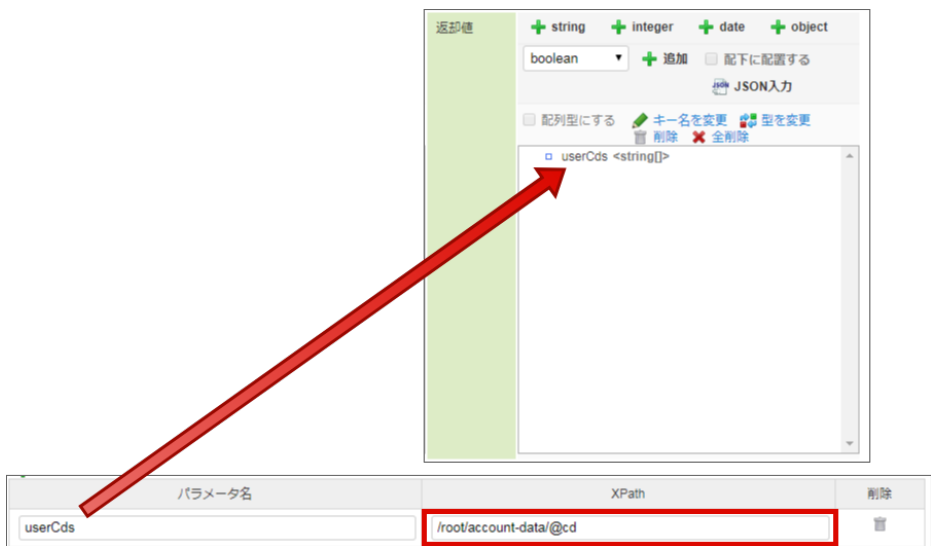 返却値
string integer date object
boolean 追加 配下に配置する
JSON JSON入力
配列型にする キー名を変更 型を変更
削除 全削除
userCds <string[]>
パラメータ名 XPath 削除
userCds /root/account-data/@cd